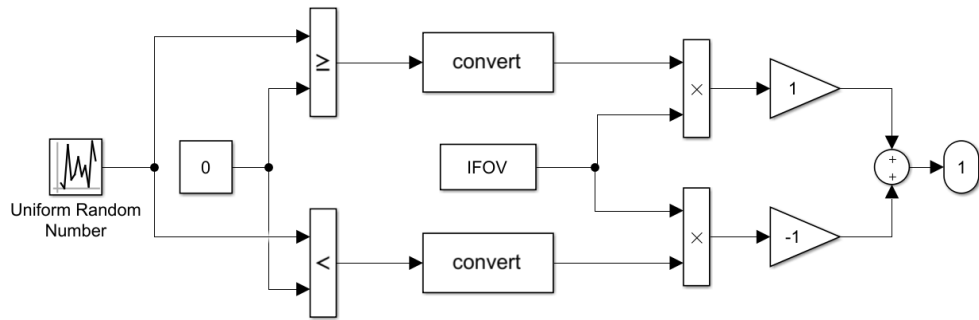 ≥
convert
×
1
Uniform Random
Number
0
IFOV
+
+
1
<
convert
×
-1